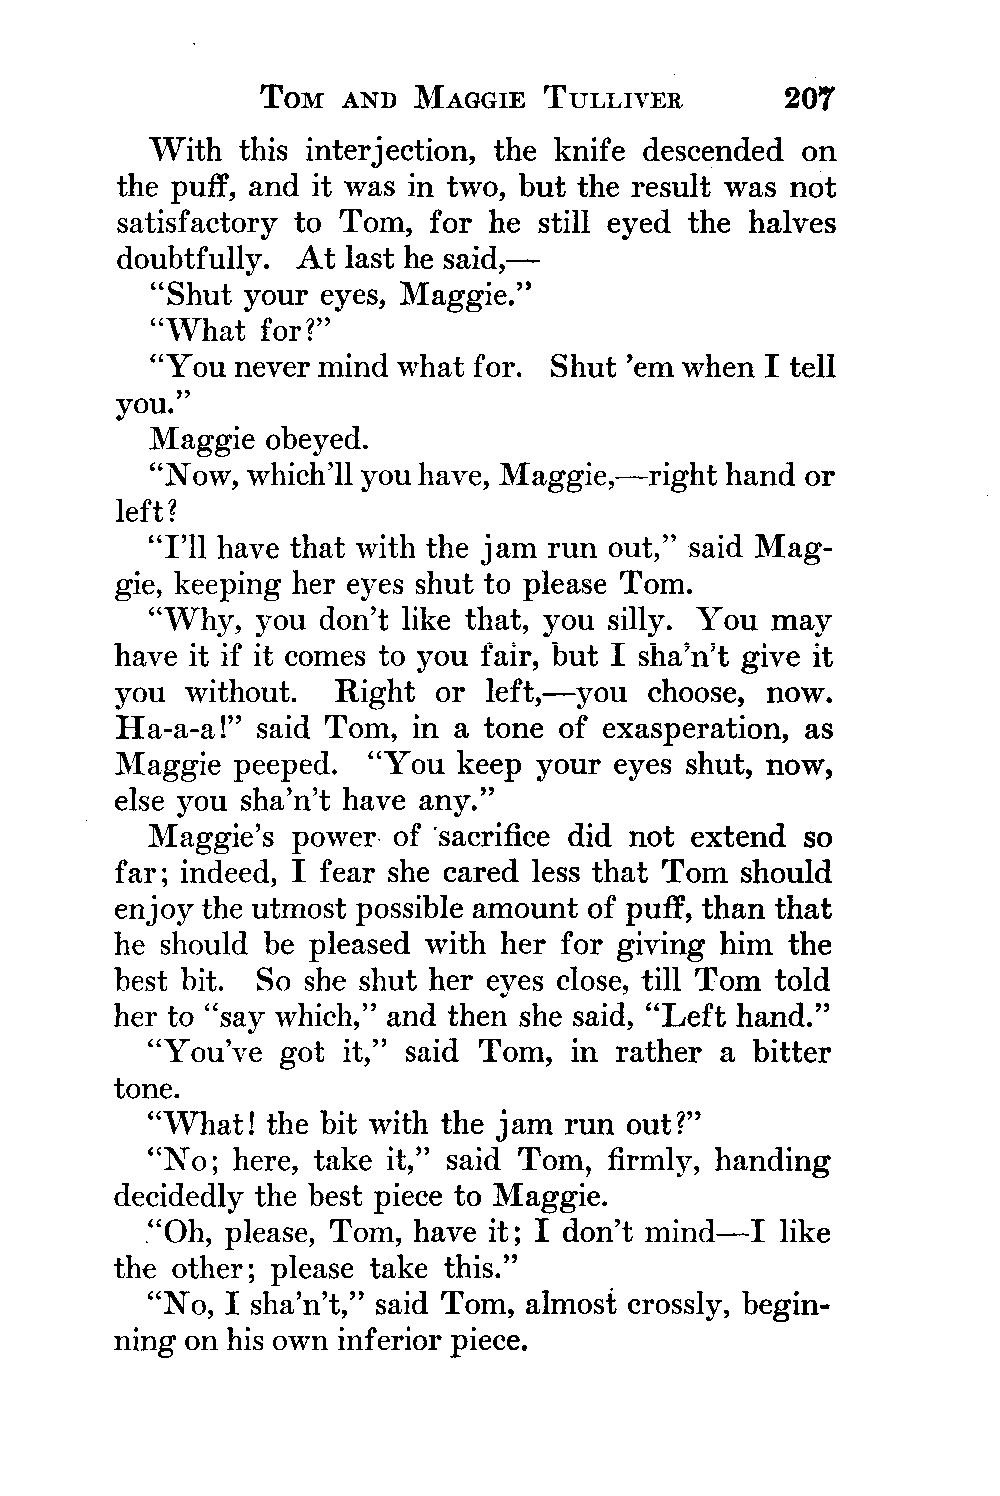 TOM AND MAGGIE TULLIVER 207
With this interjection, the knife descended on
the puff, and it was in two, but the result was not
satisfactory to Tom, for he still eyed the halves
doubtfully. At last he said,—
“Shut your eyes, Maggie.”
“What for?”
“You never mind what for. Shut ’em when I tell
you.”
Maggie obeyed.
“Now, which’ll you have, Maggie,—right hand or
left?
“I’ll have that with the jam run out,” said Mag-
gie, keeping her eyes shut to please Tom.
“Why, you don’t like that, you silly. You may
have it if it comes to you fair, but I sha’n’t give it
you without. Right or left,—you choose, now.
Ha-a-a!” said Tom, in a tone of exasperation, as
Maggie peeped. “You keep your eyes shut, now,
else you sha’n’t have any.”
Maggie’s power of sacrifice did not extend so
far; indeed, I fear she cared less that Tom should
enjoy the utmost possible amount of puff, than that
he should be pleased with her for giving him the
best bit. So she shut her eyes close, till Tom told
her to “say which,” and then she said, “Left hand.”
“You’ve got it,” said Tom, in rather a bitter
tone.
“What! the bit with the jam run out?”
“No; here, take it,” said Tom, firmly, handing
decidedly the best piece to Maggie.
“Oh, please, Tom, have it; I don’t mind—I like
the other; please take this.”
“No, I sha’n’t,” said Tom, almost crossly, begin-
ning on his own inferior piece.